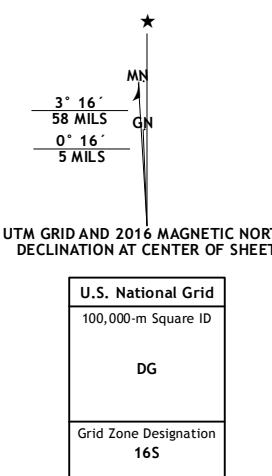 ★
MN
3° 16´
58 MILS
GN
0° 16´
5 MILS
UTM GRID AND 2016 MAGNETIC NORT
DECLINATION AT CENTER OF SHEET
U.S. National Grid
100,000-m Square ID
DG
Grid Zone Designation
16S